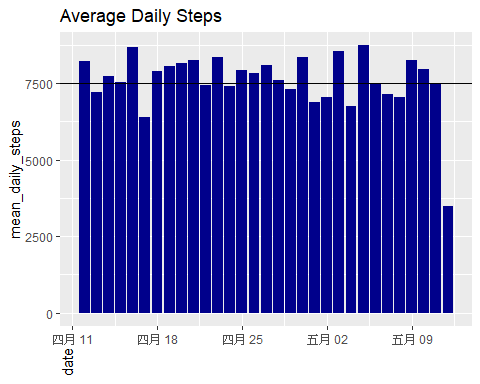 Average Daily Steps
mean_daily_steps
7500
5000
2500
0
四月 11
四月 18
四月 25
五月 02
五月 09
date